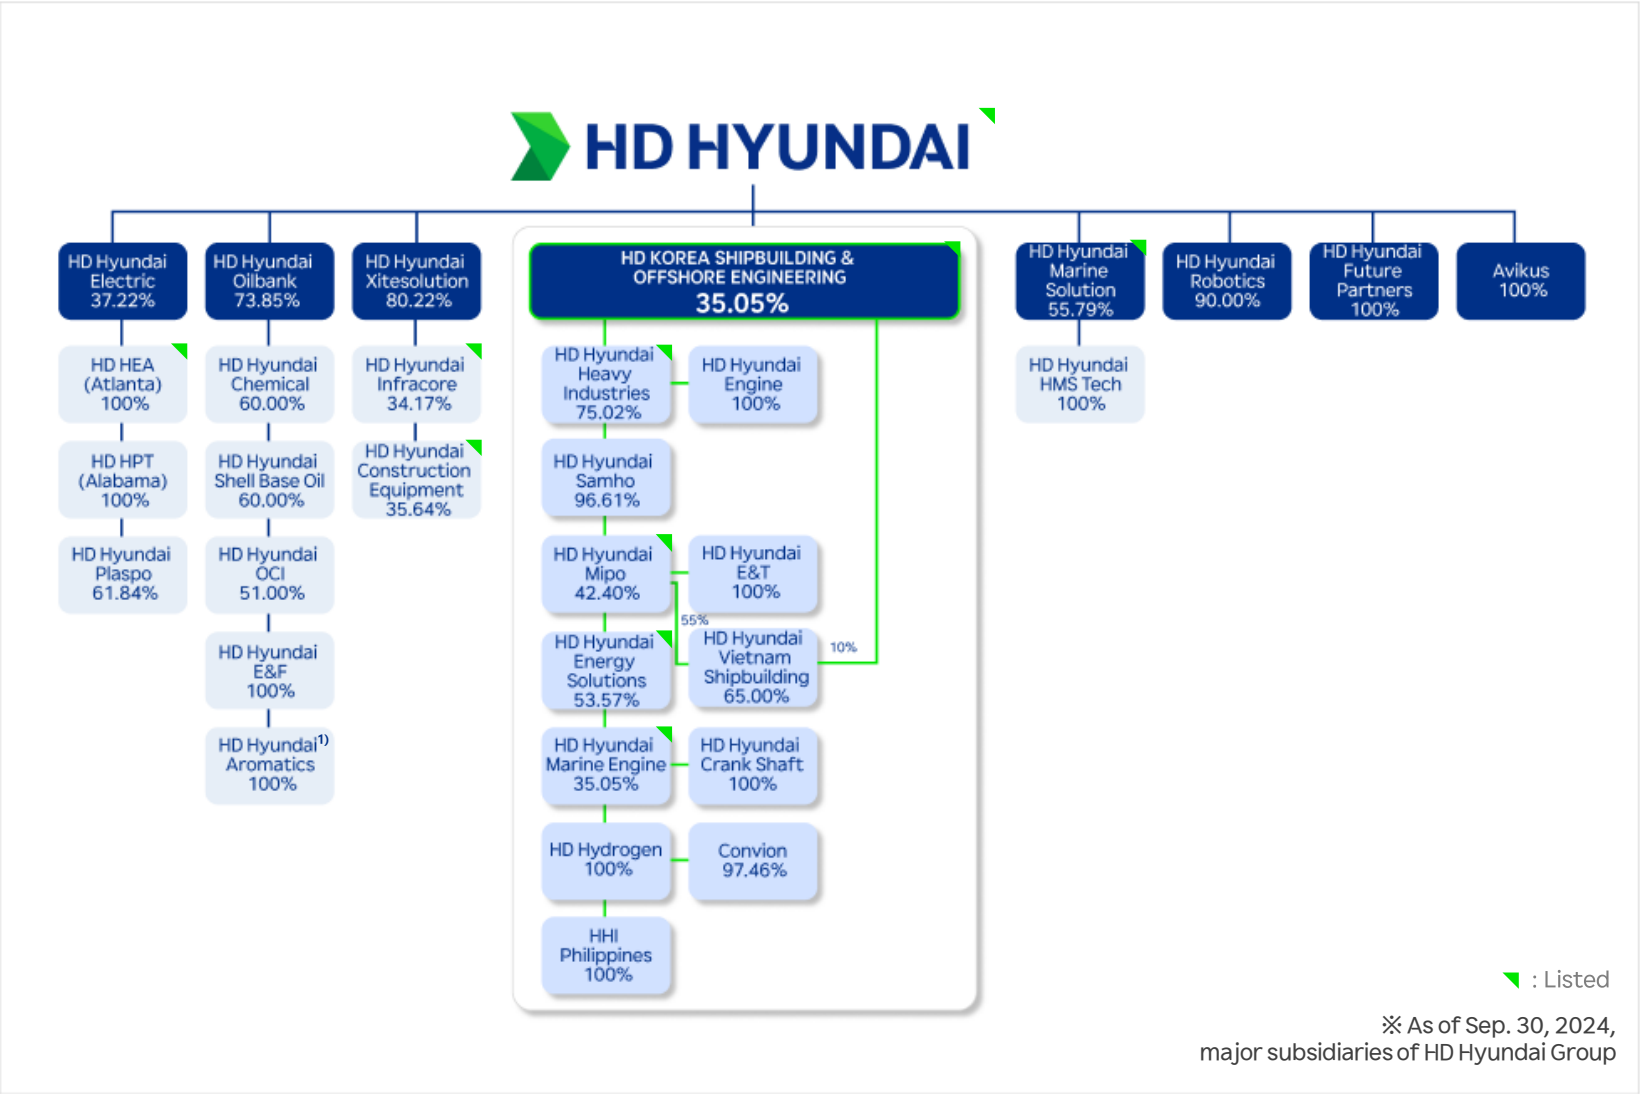 HD HYUNDAI
HD Hyundai
Electric
37.22%
HD HEA
(Atlanta)
100%
HD HPT
(Alabama)
100%
HD Hyundai
Plaspo
61.84%
HD Hyundai
Oilbank
73.85%
HD Hyundai
Chemical
60.00%
HD Hyundai
Shell Base Oil
60.00%
HD Hyundai
OCI
51.00%
HD Hyundai
E&F
100%
HD Hyundai¹⁾
Aromatics
100%
HD Hyundai
Xitesolution
80.22%
HD Hyundai
Infracore
34.17%
HD Hyundai
Construction
Equipment
35.64%
HD KOREA SHIPBUILDING &
OFFSHORE ENGINEERING
35.05%
HD Hyundai
Heavy
Industries
75.02%
HD Hyundai
Engine
100%
HD Hyundai
Samho
96.61%
HD Hyundai
Mipo
42.40%
HD Hyundai
E&T
100%
55%
HD Hyundai
Energy
Solutions
53.57%
HD Hyundai
Vietnam
Shipbuilding
65.00%
10%
HD Hyundai
Marine Engine
35.05%
HD Hyundai
Crank Shaft
100%
HD Hydrogen
100%
Convion
97.46%
HHI
Philippines
100%
HD Hyundai
Marine
Solution
55.79%
HD Hyundai
HMS Tech
100%
HD Hyundai
Robotics
90.00%
HD Hyundai
Future
Partners
100%
Avikus
100%
: Listed
※ As of Sep. 30, 2024,
major subsidiaries of HD Hyundai Group